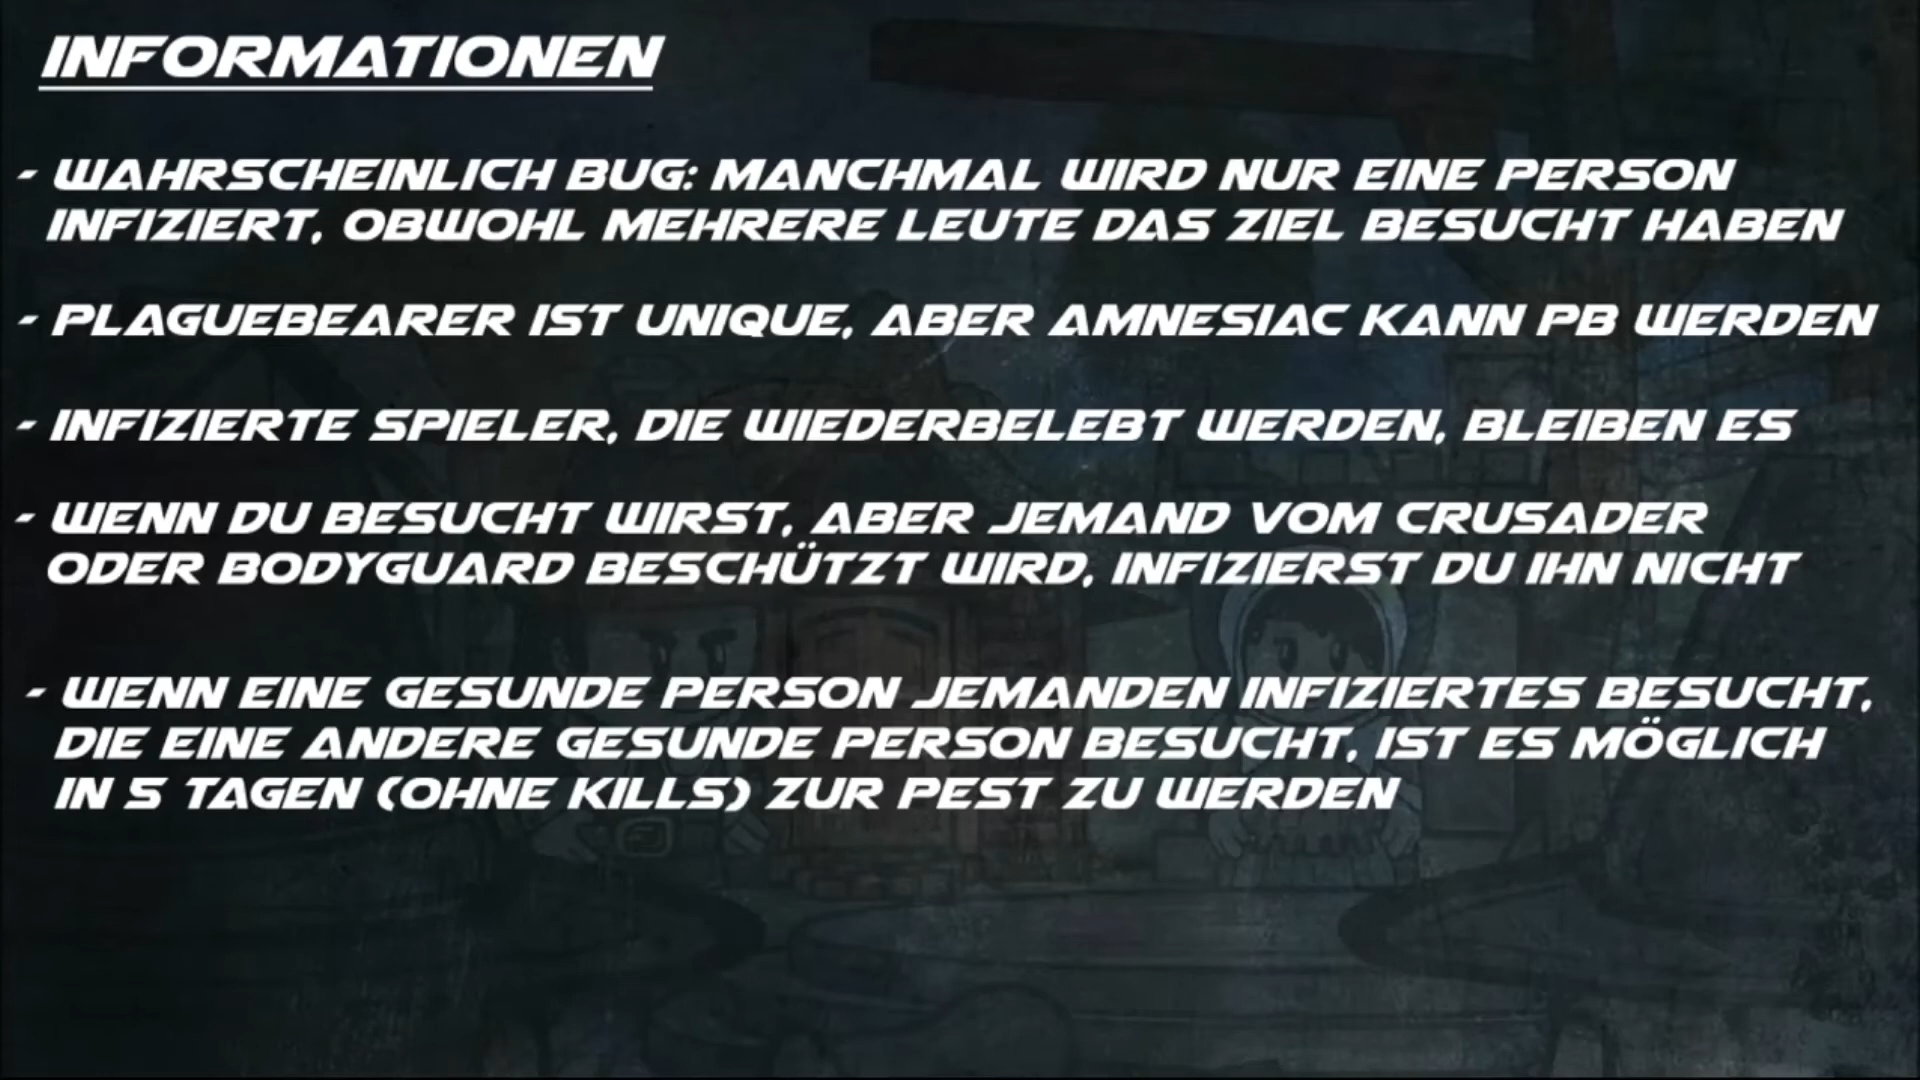 INFORMATIONEN
- WAHRSCHEINLICH BUG: MANCHMAL WIRD NUR EINE PERSON
INFIZIERT, OBWOHL MEHRERE LEUTE DAS ZIEL BESUCHT HABEN
- PLAGUEBEARER IST UNIQUE, ABER AMNESIAC KANN PB WERDEN
- INFIZIERTE SPIELER, DIE WIEDERBELEBT WERDEN, BLEIBEN ES
- WENN DU BESUCHT WIRST, ABER JEMAND VOM CRUSADER
ODER BODYGUARD BESCHÜTZT WIRD, INFIZIERST DU IHN NICHT
- WENN EINE GESUNDE PERSON JEMANDEN INFIZIERTES BESUCHT,
DIE EINE ANDERE GESUNDE PERSON BESUCHT, IST ES MÖGLICH
IN 5 TAGEN (OHNE KILLS) ZUR PEST ZU WERDEN